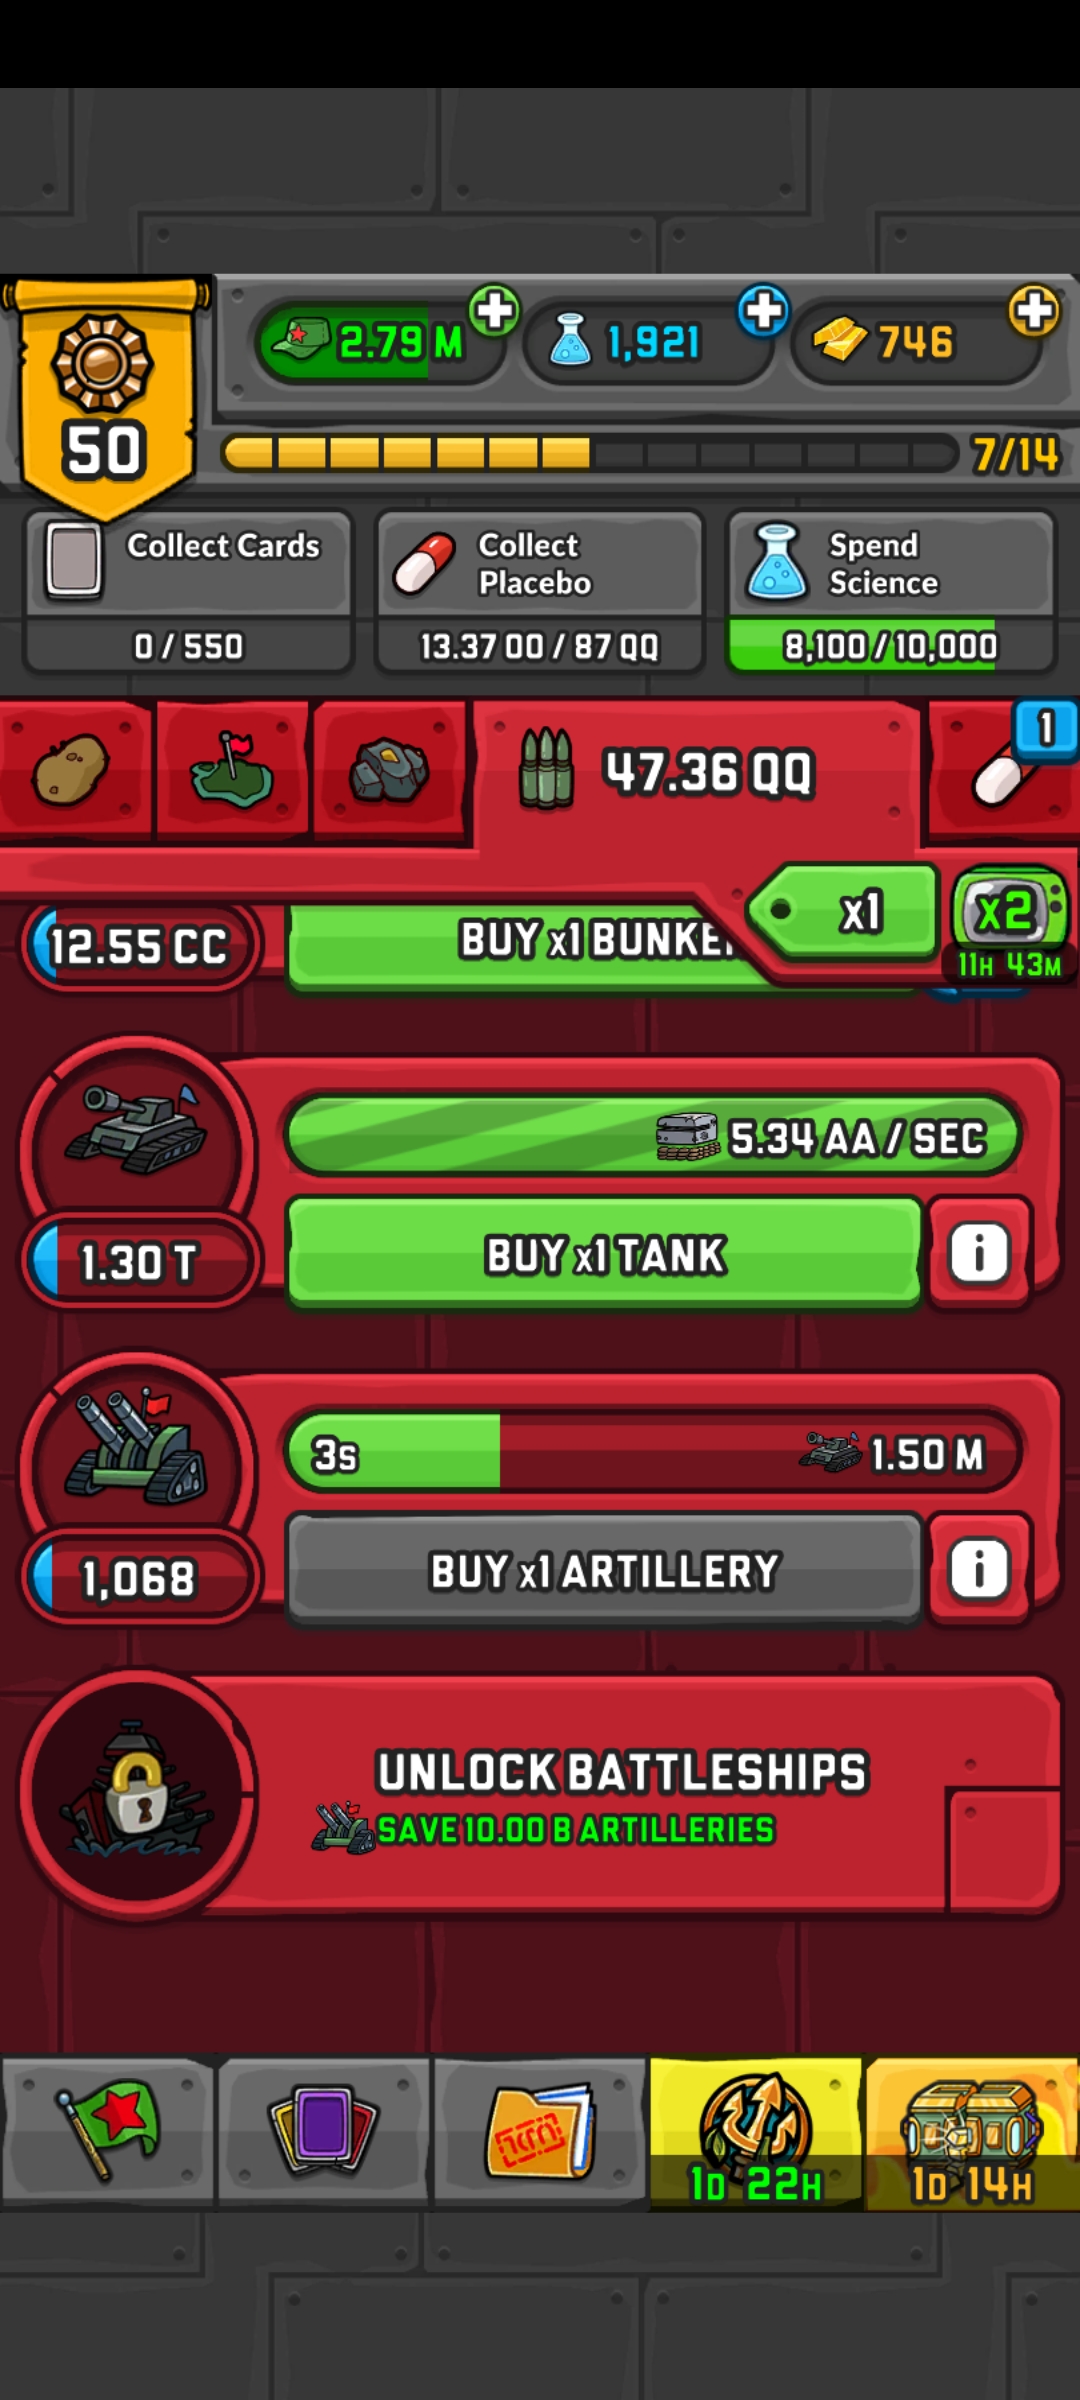 2.79 M
1,921
746
50
7/14
Collect Cards
0 / 550
Collect
Placebo
13.37 OO / 87 QQ
Spend
Science
8,100 / 10,000
47.36 QQ
1
x1
x2
11H 43M
12.55 CC
BUY x1 BUNKER
5.34 AA / SEC
1.30 T
BUY x1 TANK
i
3s
1.50 M
1,068
BUY x1 ARTILLERY
i
UNLOCK BATTLESHIPS
SAVE 10.00 B ARTILLERIES
1D 22H
1D 14H